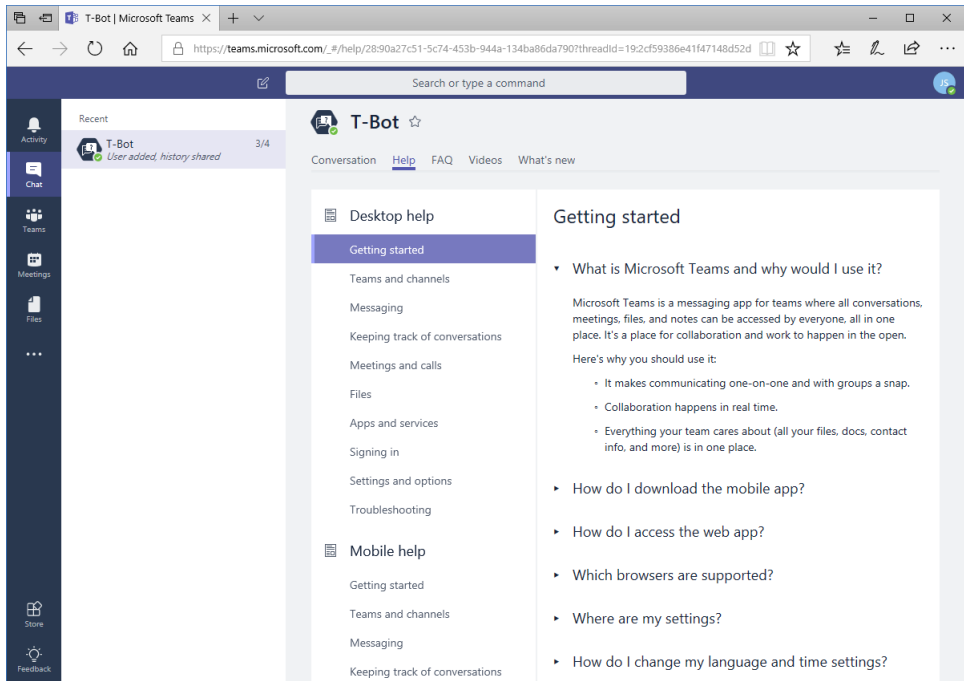 T-Bot | Microsoft Teams
https://teams.microsoft.com/_#/help/28:90a27c51-5c74-453b-944a-134ba86da790?threadId=19:2cf59386e41f47148d52d
Search or type a command
JS
Activity
Chat
Teams
Meetings
Files
Store
Feedback
Recent
T-Bot 3/4
User added, history shared
T-Bot
Conversation Help FAQ Videos What's new
Desktop help
Getting started
Teams and channels
Messaging
Keeping track of conversations
Meetings and calls
Files
Apps and services
Signing in
Settings and options
Troubleshooting
Mobile help
Getting started
Teams and channels
Messaging
Keeping track of conversations
Getting started
What is Microsoft Teams and why would I use it?
Microsoft Teams is a messaging app for teams where all conversations,
meetings, files, and notes can be accessed by everyone, all in one
place. It's a place for collaboration and work to happen in the open.
Here's why you should use it:
It makes communicating one-on-one and with groups a snap.
Collaboration happens in real time.
Everything your team cares about (all your files, docs, contact
info, and more) is in one place.
How do I download the mobile app?
How do I access the web app?
Which browsers are supported?
Where are my settings?
How do I change my language and time settings?